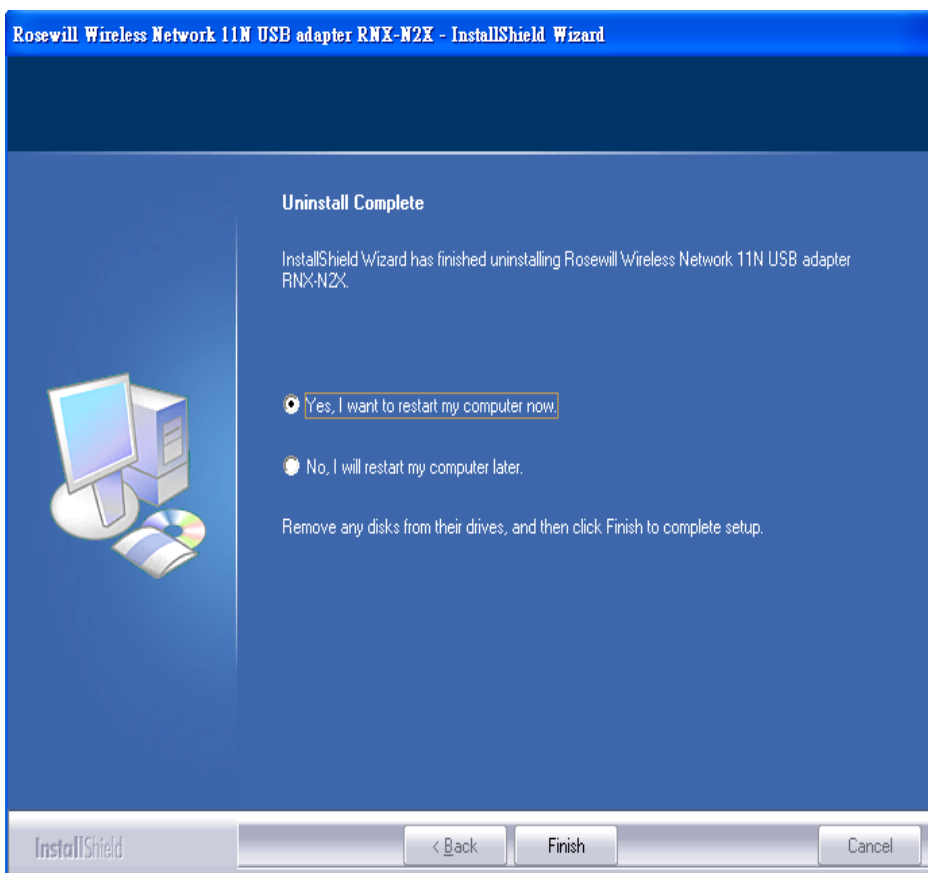 Rosewill Wireless Network 11N USB adapter RNX-N2X - InstallShield Wizard
Uninstall Complete
InstallShield Wizard has finished uninstalling Rosewill Wireless Network 11N USB adapter
RNX-N2X.
Yes, I want to restart my computer now.
No, I will restart my computer later.
Remove any disks from their drives, and then click Finish to complete setup.
InstallShield
< Back
Finish
Cancel